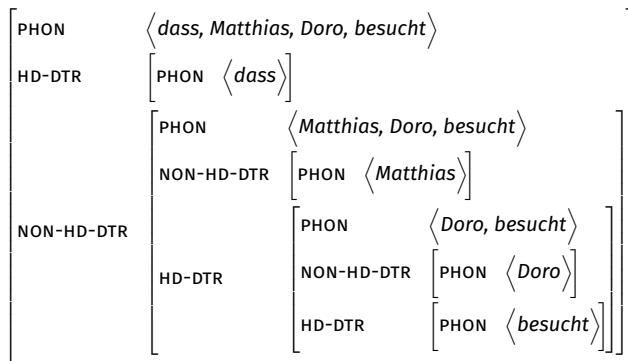 PHON ⟨dass, Matthias, Doro, besucht⟩
HD-DTR [PHON ⟨dass⟩]
PHON ⟨Matthias, Doro, besucht⟩
NON-HD-DTR [PHON ⟨Matthias⟩]
PHON ⟨Doro, besucht⟩
NON-HD-DTR
HD-DTR
NON-HD-DTR [PHON ⟨Doro⟩]
HD-DTR [PHON ⟨besucht⟩]